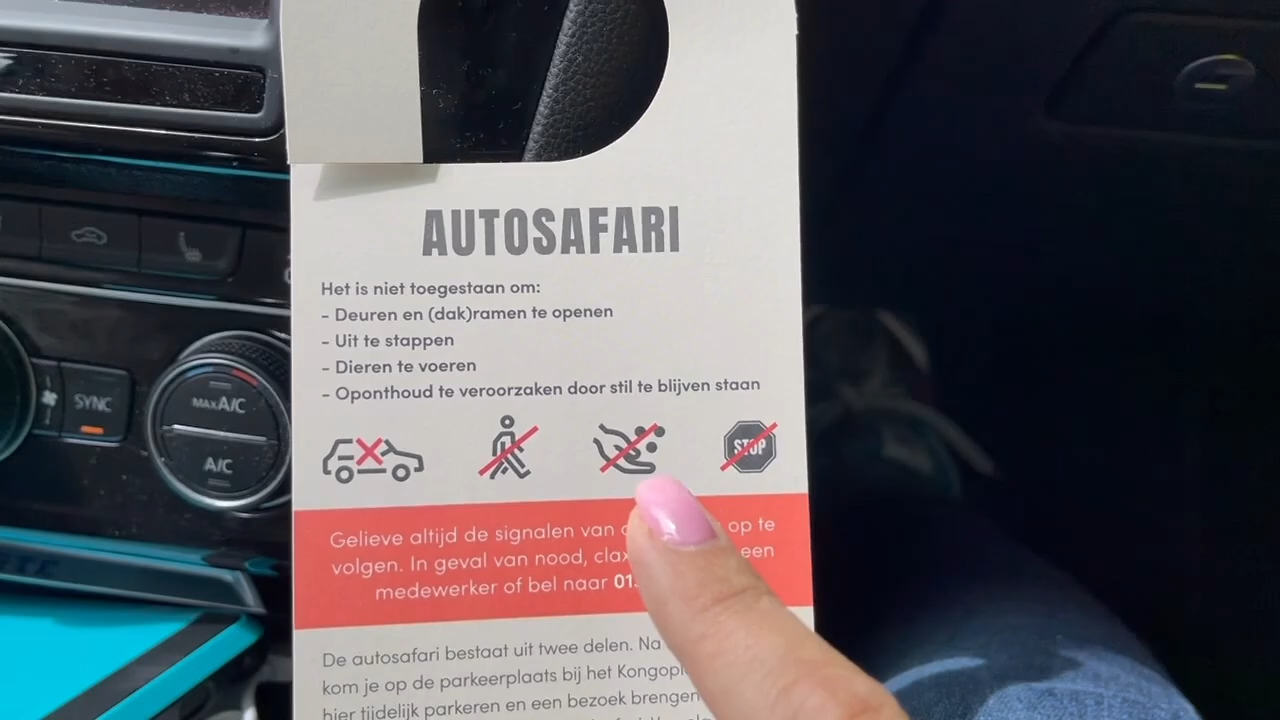 AUTOSAFARI
Het is niet toegestaan om:
- Deuren en (dak)ramen te openen
- Uit te stappen
- Dieren te voeren
- Oponthoud te veroorzaken door stil te blijven staan
STOP
Gelieve altijd de signalen van op te
volgen. In geval van nood, een
medewerker of bel naar
De autosafari bestaat uit twee delen. Na
kom je op de parkeerplaats bij het
hier tijdelijk parkeren en een bezoek brengen
SYNC
MAX A/C
A/C